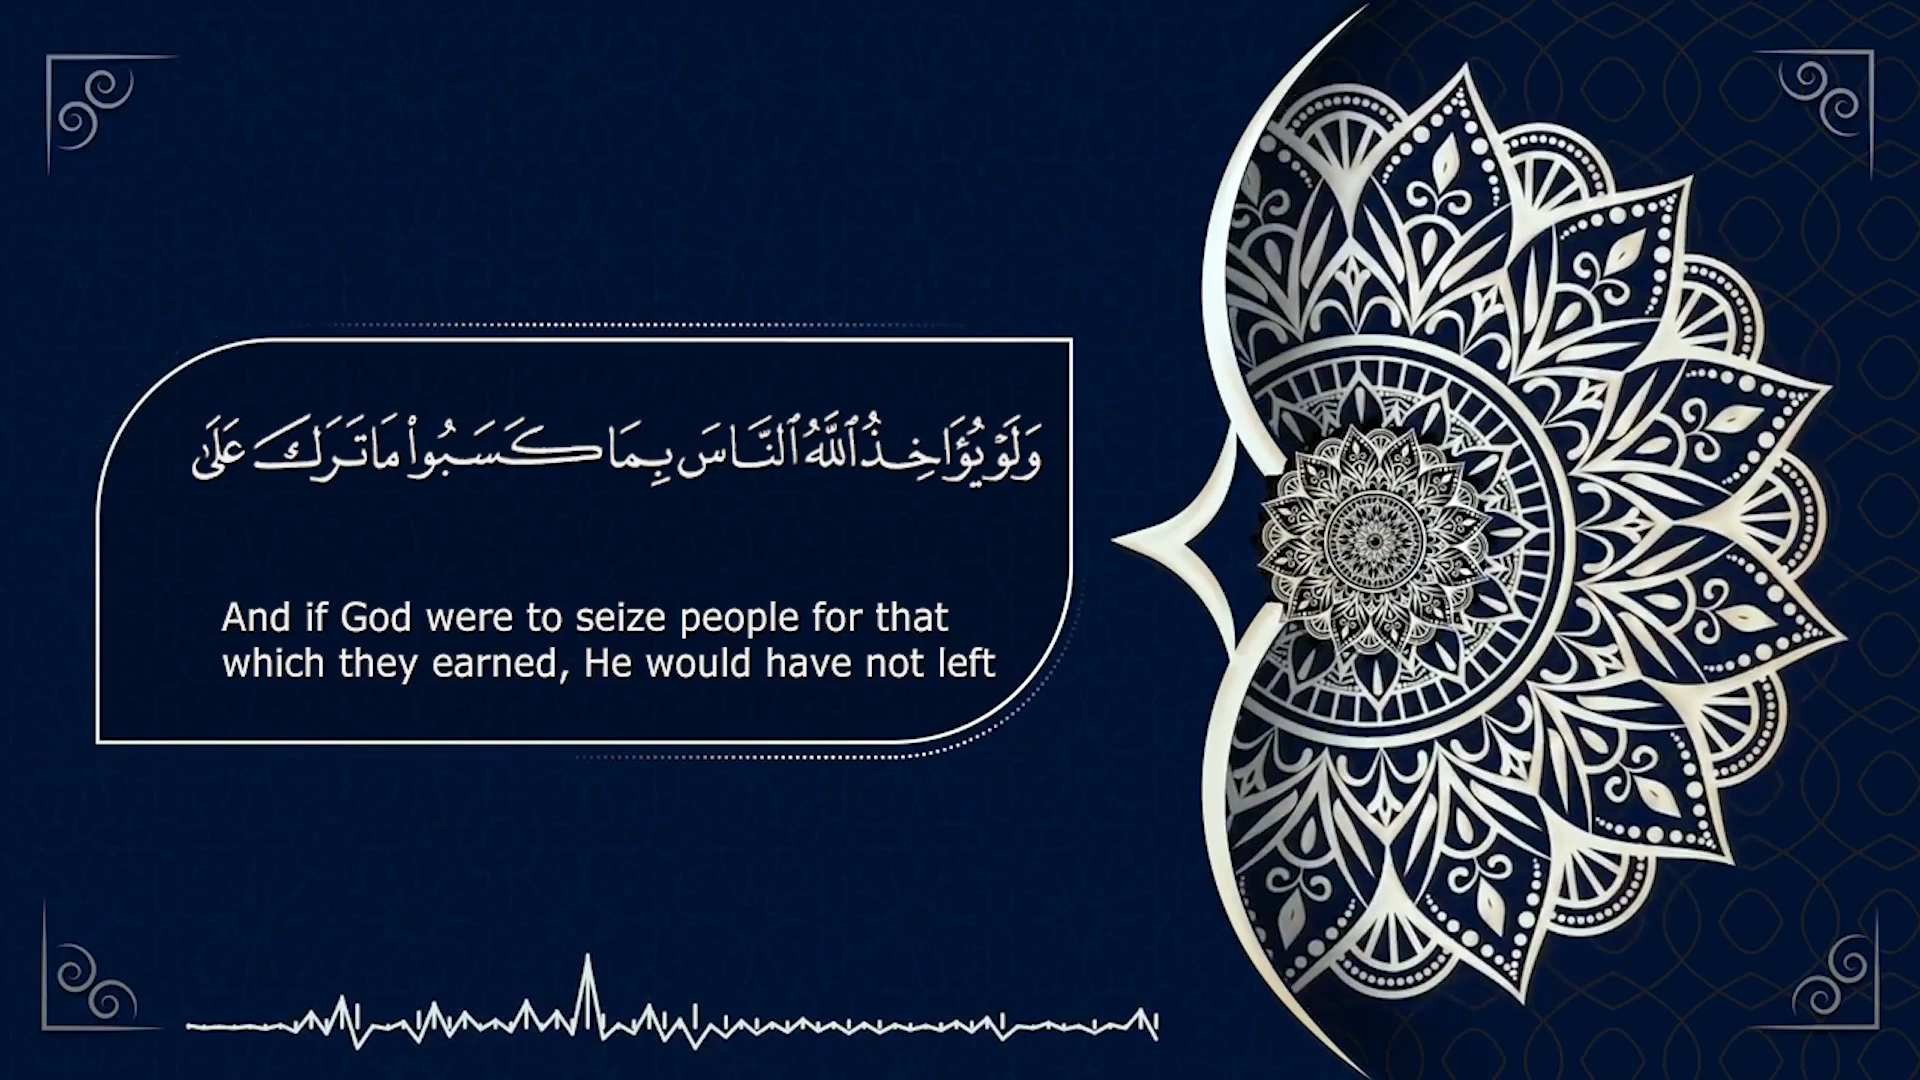 وَلَوْ يُؤَاخِذُ ٱللَّهُ ٱلنَّاسَ بِمَا كَسَبُوا۟ مَا تَرَكَ عَلَىٰ
And if God were to seize people for that
which they earned, He would have not left